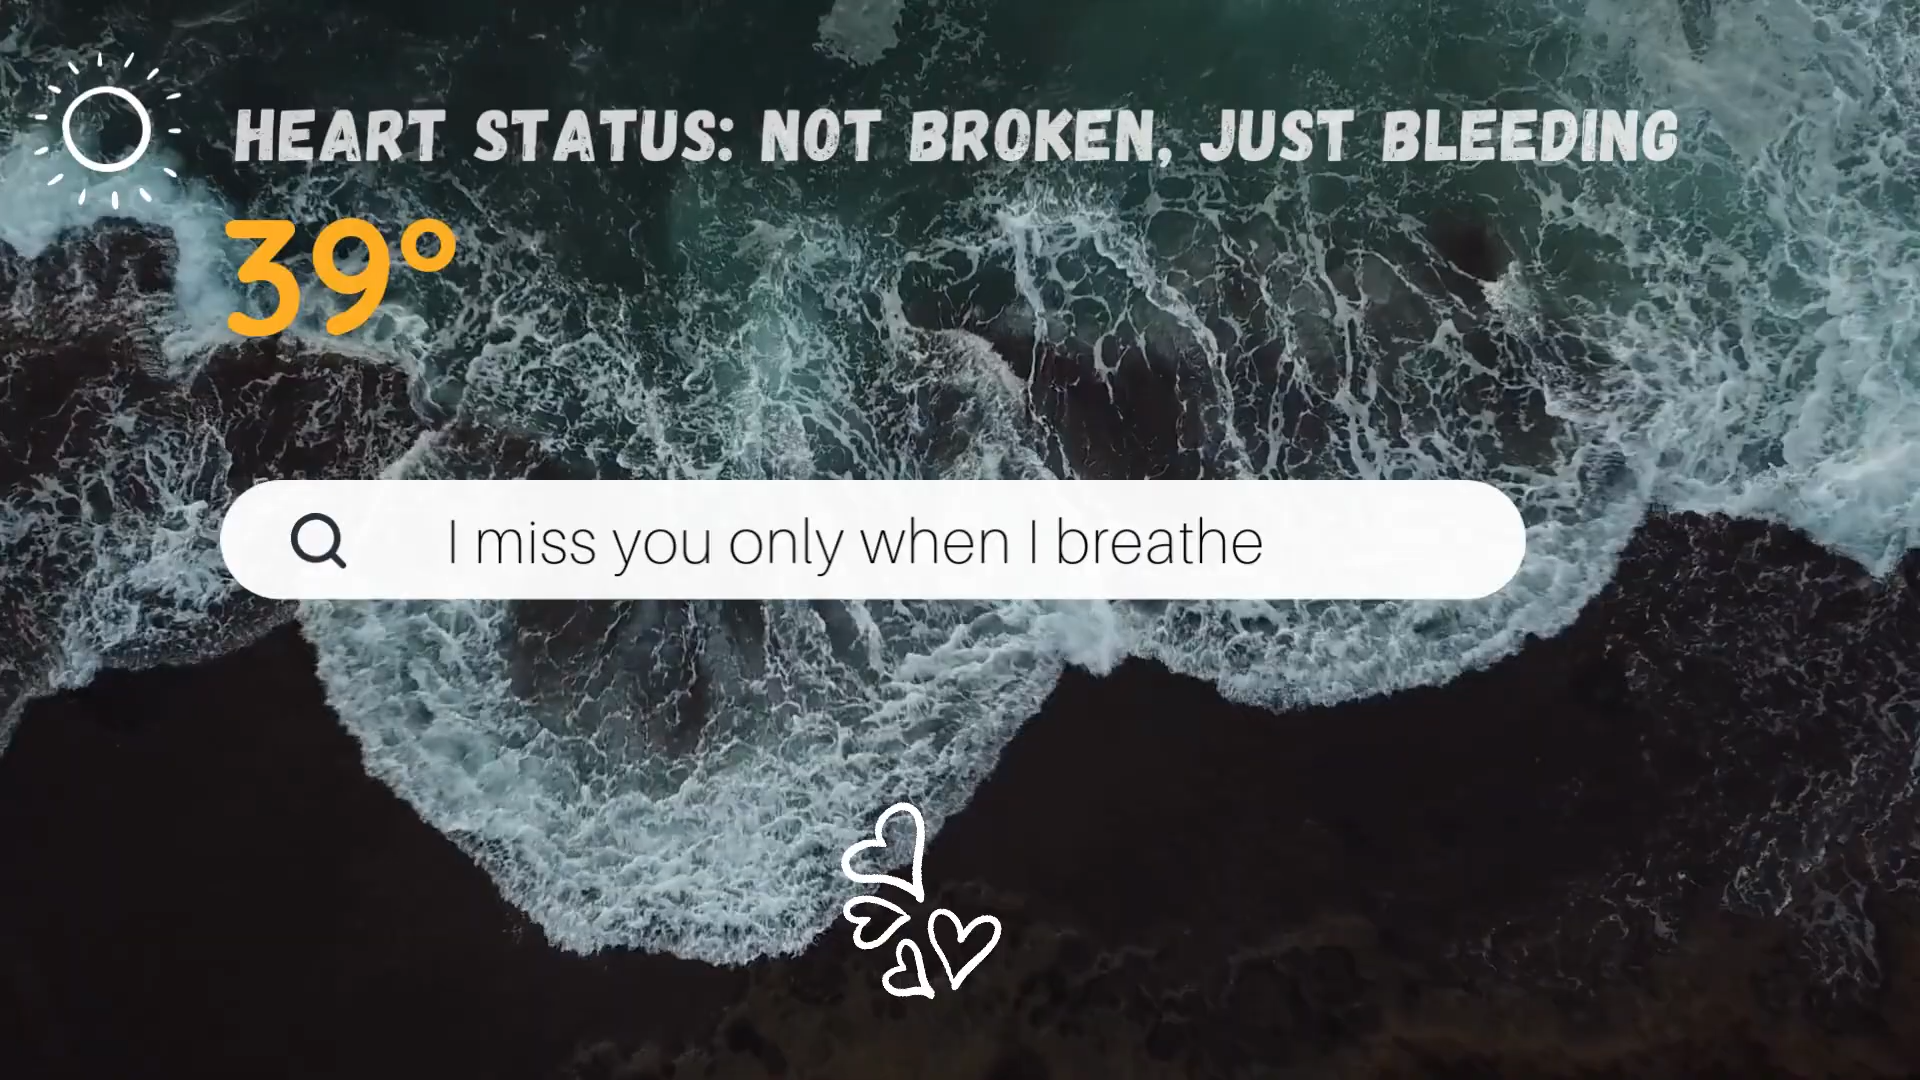 HEART STATUS: NOT BROKEN, JUST BLEEDING
39°
I miss you only when I breathe